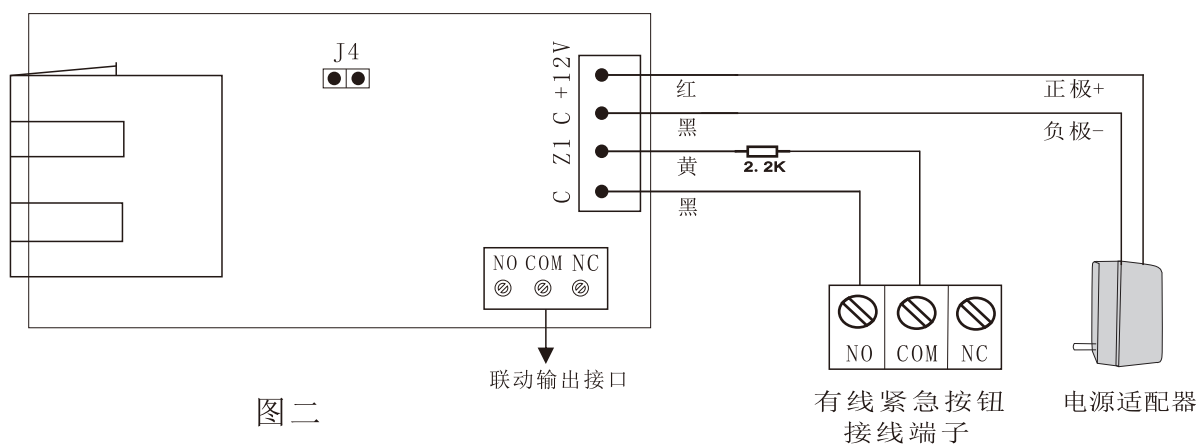 J4
+12V
C
Z1
C
红
正极+
黑
负极-
黄
2. 2K
黑
NO COM NC
联动输出接口
NO COM NC
有线紧急按钮
接线端子
电源适配器
图二